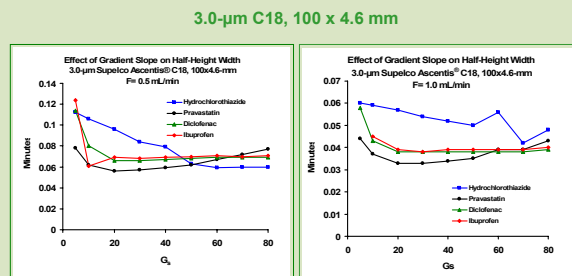 3.0-µm C18, 100 x 4.6 mm
Effect of Gradient Slope on Half-Height Width
3.0-µm Supelco Ascentis® C18, 100x4.6-mm
F= 0.5 mL/min
0.14
0.12
0.1
0.08
0.06
0.04
0.02
0
Minutes
0
20
40
60
80
Gs
Hydrochlorothiazide
Pravastatin
Diclofenac
Ibuprofen
Effect of Gradient Slope on Half-Height Width
3.0-µm Supelco Ascentis® C18, 100x4.6-mm
F= 1.0 mL/min
0.07
0.06
0.05
0.04
0.03
0.02
0.01
0
Minutes
0
20
40
60
80
Gs
Hydrochlorothiazide
Pravastatin
Diclofenac
Ibuprofen